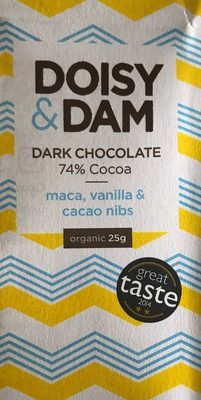 DOISY
& DAM
DARK CHOCOLATE
74% Cocoa
maca, vanilla &
cacao nibs
organic 25g
great
taste
2014